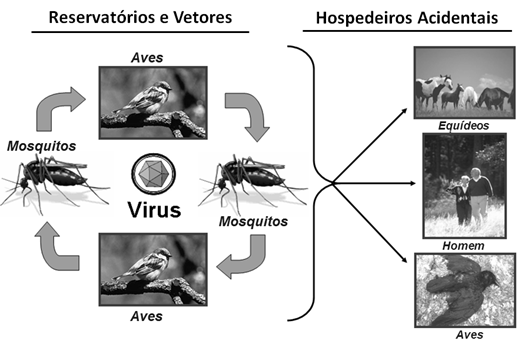 Reservatórios e Vetores
Hospedeiros Acidentais
Aves
Mosquitos
Virus
Mosquitos
Aves
Equídeos
Homem
Aves